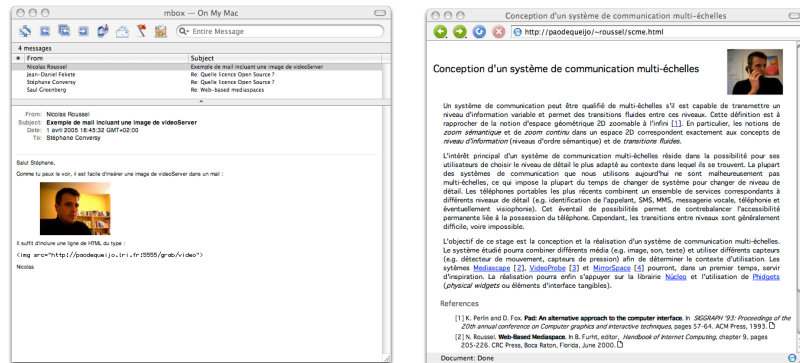 mbox — On My Mac
Q Entire Message
4 messages
From Subject
Nicolas Roussel Exemple de mail incluant une image de videoServer
Jean-Daniel Fekete Re: Quelle licence Open Source ?
Stéphane Conversy Re: Quelle licence Open Source ?
Saul Greenberg Re: Web-based mediaspaces
From: Nicolas Roussel
Subject: Exemple de mail incluant une image de videoServer
Date: 1 avril 2005 18:45:32 GMT+02:00
To: Stéphane Conversy
Salut Stéphane,
Comme tu peux le voir, il est facile d'insérer une image de videoServer dans un mail :
Il suffit d'inclure une ligne de HTML du type :
<img src="http://paodequeijo.lri.fr:5555/grab/video">
Nicolas
Conception d'un système de communication multi-échelles
http://paodequeijo/~roussel/scme.html
Conception d'un système de communication multi-échelles
Un système de communication peut être qualifié de multi-échelles s'il est capable de transmettre un
niveau d'information variable et permet des transitions fluides entre ces niveaux. Cette définition est à
rapprocher de la notion d'espace géométrique 2D zoomable à l'infini [1]. En particulier, les notions de
zoom sémantique et de zoom continu dans un espace 2D correspondent exactement aux concepts de
niveau d'information (niveaux d'ordre sémantique) et de transitions fluides.
L'intérêt principal d'un système de communication multi-échelles réside dans la possibilité pour ses
utilisateurs de choisir le niveau de détail le plus adapté au contexte dans lequel ils se trouvent. La plupart
des systèmes de communication que nous utilisons aujourd'hui ne sont malheureusement pas
multi-échelles, ce qui impose la plupart du temps de changer de système pour changer de niveau de
détail. Les téléphones portables les plus récents combinent un ensemble de services correspondants à
différents niveaux de détail (e.g. identification de l'appelant, SMS, MMS, messagerie vocale, téléphonie et
éventuellement visiophonie). Cet éventail de possibilités permet de contrebalancer l'accessibilité
permanente liée à la possession du téléphone. Cependant, les transitions entre niveaux sont généralement
difficile, voire impossible.
L'objectif de ce stage est la conception et la réalisation d'un système de communication multi-échelles.
Le système étudié pourra combiner différents média (e.g. image, son, texte) et utiliser différents capteurs
(e.g. détecteur de mouvement, capteurs de pression) afin de déterminer le contexte d'utilisation. Les
sytèmes Mediascape [2], VideoProbe [3] et MirrorSpace [4] pourront, dans un premier temps, servir
d'inspiration. La réalisation pourra enfin s'appuyer sur la librairie Núcleo et l'utilisation de Phidgets
(physical widgets ou éléments d'interface tangibles).
References
[1] K. Perlin and D. Fox. Pad: An alternative approach to the computer interface. In SIGGRAPH '93: Proceedings of the
20th annual conference on Computer graphics and interactive techniques, pages 57-64. ACM Press, 1993.
[2] N. Roussel. Web-Based Mediaspace. In B. Furht, editor, Handbook of Internet Computing, chapter 9, pages
205-226. CRC Press, Boca Raton, Florida, June 2000.
Document: Done